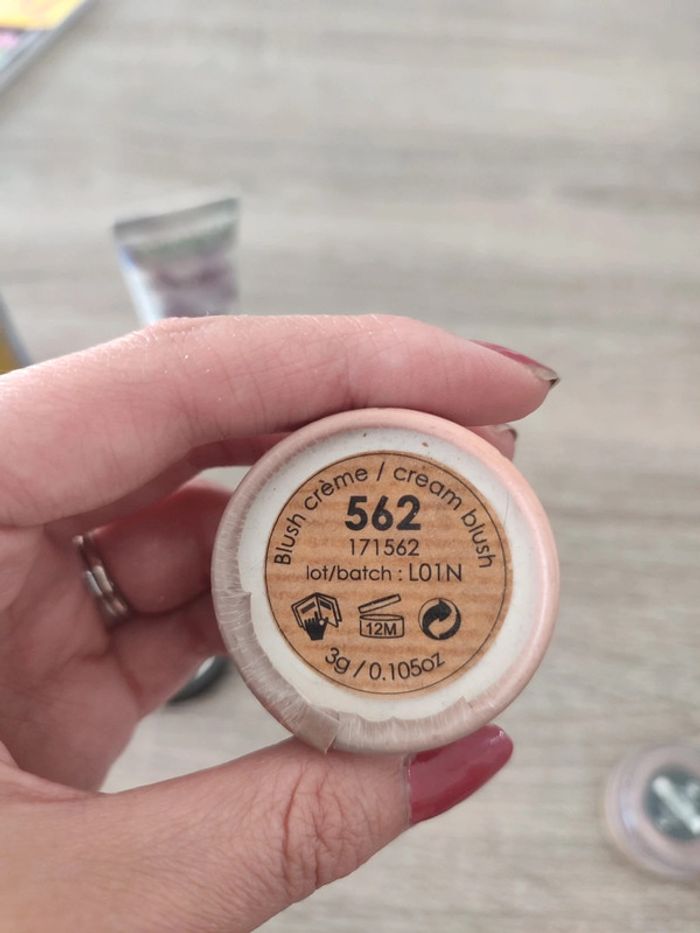 Blush crème / cream blush
562
171562
lot/batch : L01N
12M
3g / 0.105oz